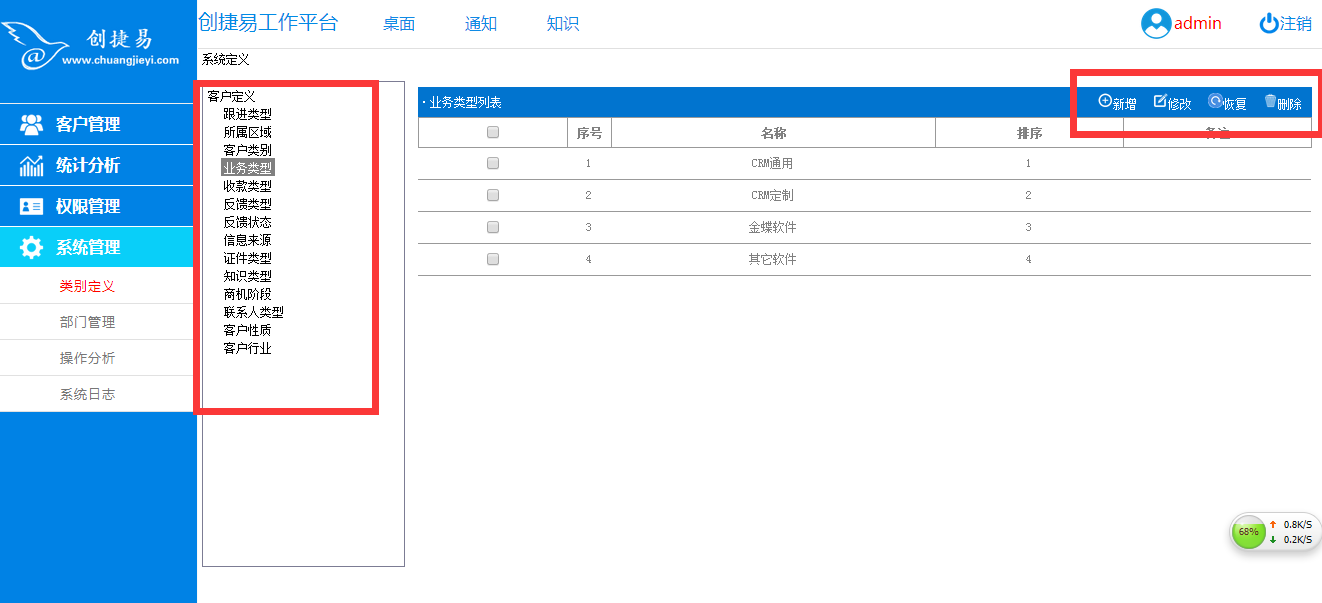 创捷易
www.chuangjieyi.com
创捷易工作平台 桌面 通知 知识 admin 注销
系统定义
客户管理
统计分析
权限管理
系统管理
类别定义
部门管理
操作分析
系统日志
客户定义
跟进类型
所属区域
客户类别
业务类型
收款类型
反馈类型
反馈状态
信息来源
证件类型
知识类型
商机阶段
联系人类型
客户性质
客户行业
· 业务类型列表 新增 修改 恢复 删除
序号 名称 排序 备注
1 CRM通用 1
2 CRM定制 2
3 金蝶软件 3
4 其它软件 4
68% ↑ 0.8K/S
↓ 0.2K/S